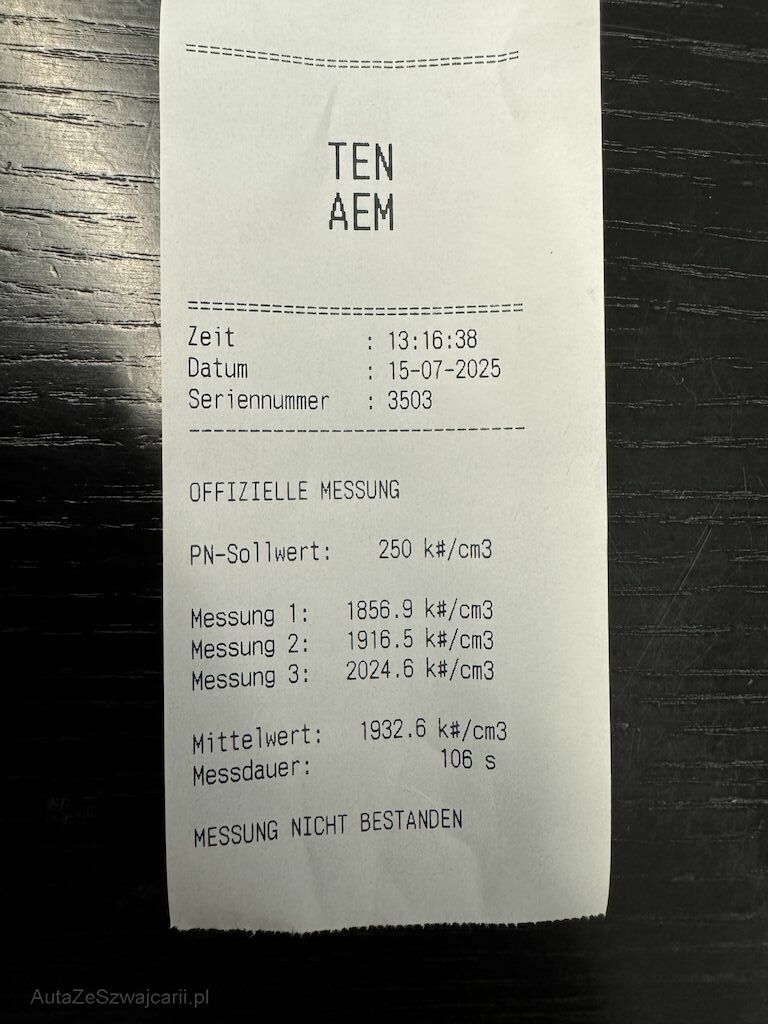 TEN
AEM
Zeit : 13:16:38
Datum : 15-07-2025
Seriennummer : 3503
OFFIZIELLE MESSUNG
PN-Sollwert: 250 k#/cm3
Messung 1: 1856.9 k#/cm3
Messung 2: 1916.5 k#/cm3
Messung 3: 2024.6 k#/cm3
Mittelwert: 1932.6 k#/cm3
Messdauer: 106 s
MESSUNG NICHT BESTANDEN
AutaZeSzwajcarii.pl